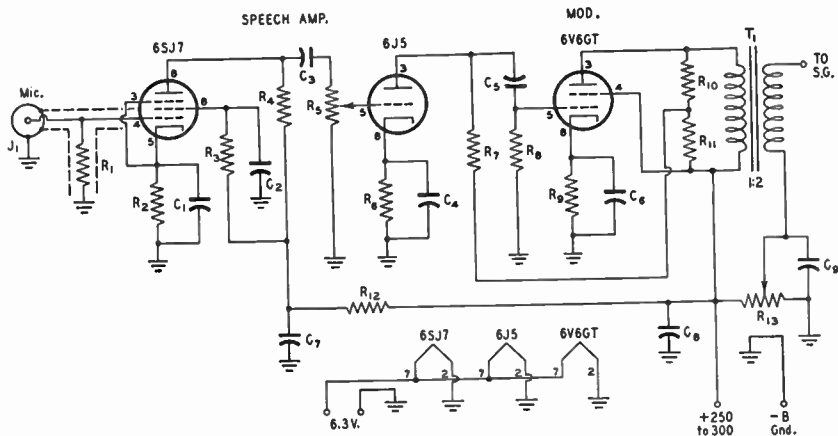 SPEECH AMP.
MOD.
6SJ7
6J5
6V6GT
T1
TO
S.G.
Mic.
J1
R1
R2
C1
R3
C2
R4
C3
R5
R6
C4
R7
C5
R8
R9
C6
R10
R11
1:2
C9
R13
R12
C7
C8
8
3
4
5
6
3
5
8
3
4
5
8
6SJ7
6J5
6V6GT
7
2
7
2
7
2
6.3 V.
+250
to 300
-B
Gnd.